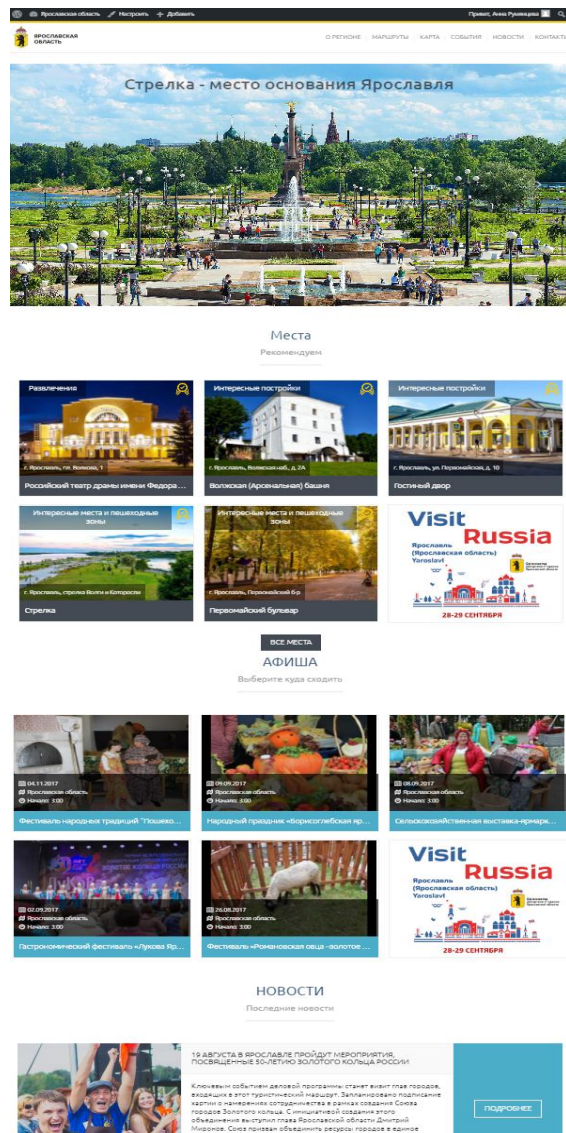 Ярославская область Настроить Добавить Привет, Анна Румянцева
ЯРОСЛАВСКАЯ
ОБЛАСТЬ
О РЕГИОНЕ МАРШРУТЫ КАРТА СОБЫТИЯ НОВОСТИ КОНТАКТЫ
Стрелка - место основания Ярославля
Места
Рекомендуем
Развлечения
г. Ярославль, пл. Волкова, 1
Российский театр драмы имени Федора ...
Интересные постройки
г. Ярославль, Волжская наб., д. 2А
Волжская (Арсенальная) башня
Интересные постройки
г. Ярославль, ул. Первомайская, д. 10
Гостиный двор
Интересные места и пешеходные
зоны
г. Ярославль, стрелка Волги и Которосли
Стрелка
Интересные места и пешеходные
зоны
г. Ярославль, Первомайский б-р
Первомайский бульвар
Visit
Russia
Ярославль
(Ярославская область)
Yaroslavl
28-29 СЕНТЯБРЯ
ВСЕ МЕСТА
АФИША
Выберите куда сходить
04.11.2017
Ярославская область
Начало: 3:00
Фестиваль народных традиций "Пошехо...
09.09.2017
Ярославская область
Начало: 3:00
Народный праздник «Борисоглебская яр...
08.09.2017
Ярославская область
Начало: 3:00
Сельскохозяйственная выставка-ярмарк...
ЗОЛОТОЕ КОЛЬЦО РОССИИ
02.09.2017
Ярославская область
Начало: 3:00
Гастрономический фестиваль «Лукова Яр...
26.08.2017
Ярославская область
Начало: 3:00
Фестиваль «Романовская овца -золотое ...
Visit
Russia
Ярославль
(Ярославская область)
Yaroslavl
28-29 СЕНТЯБРЯ
НОВОСТИ
Последние новости
19 АВГУСТА В ЯРОСЛАВЛЕ ПРОЙДУТ МЕРОПРИЯТИЯ,
ПОСВЯЩЕННЫЕ 50-ЛЕТИЮ ЗОЛОТОГО КОЛЬЦА РОССИИ
Ключевым событием деловой программы станет визит глав городов,
входящих в этот туристический маршрут. Запланировано подписание
хартии о намерениях сотрудничества в рамках создания Союза
городов Золотого кольца. С инициативой создания этого
объединения выступил глава Ярославской области Дмитрий
Миронов. Союз призван объединить ресурсы городов в единое
ПОДРОБНЕЕ